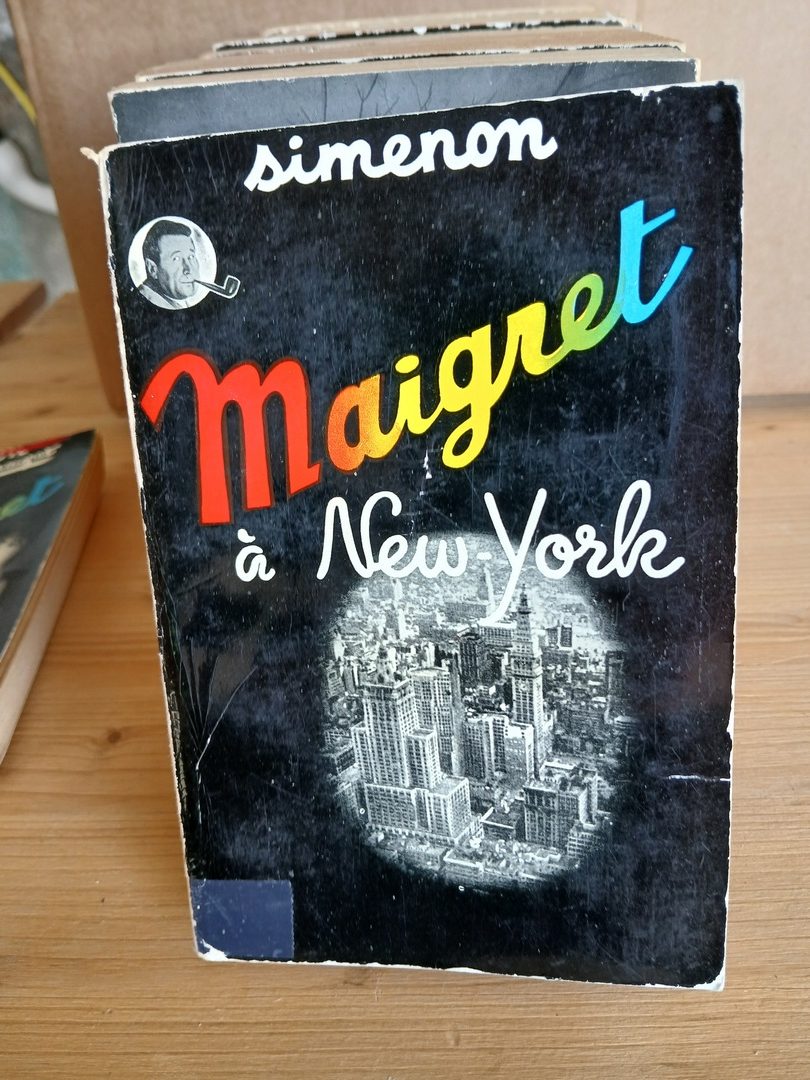 simenon
Maigret
à New-York